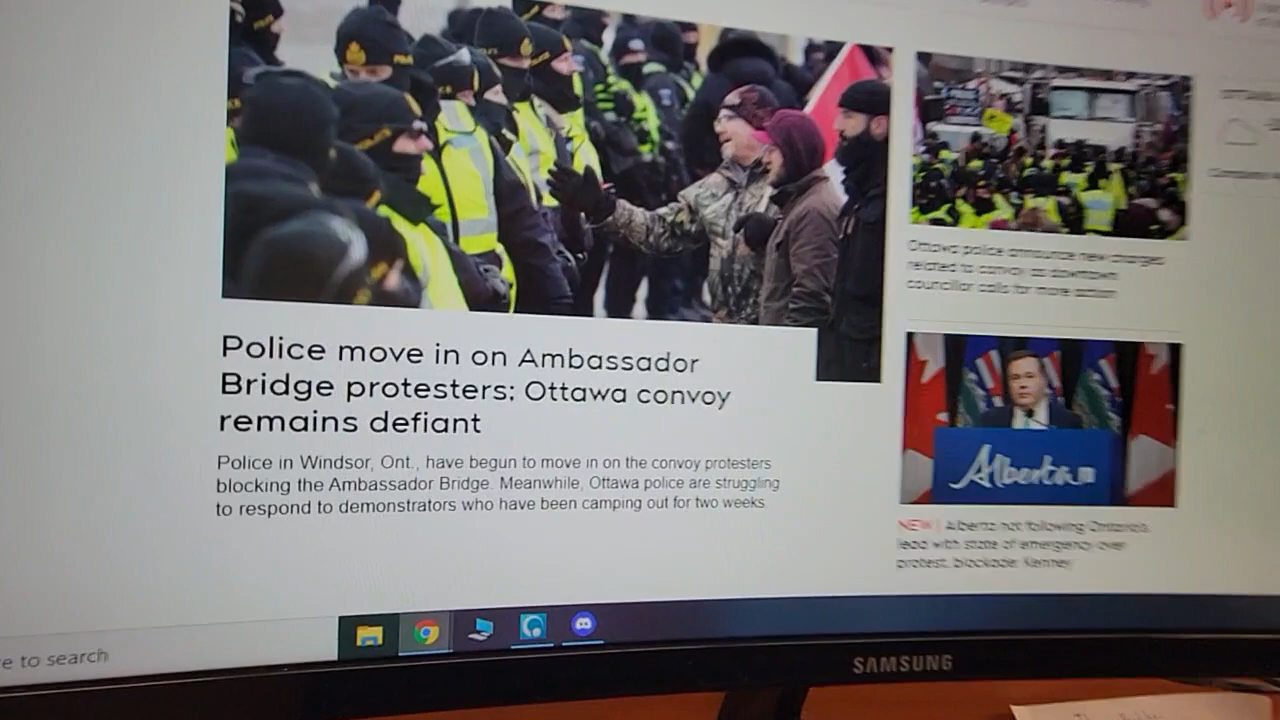 Police move in on Ambassador
Bridge protesters; Ottawa convoy
remains defiant
Police in Windsor, Ont., have begun to move in on the convoy protesters
blocking the Ambassador Bridge. Meanwhile, Ottawa police are struggling
to respond to demonstrators who have been camping out for two weeks.
Ottawa police announce new charges
related to convoy as downtown
councillor calls for more action
Alberta
NEW | Alberta not following Ontario's
lead with state of emergency over
protest, blockade: Kenney
e to search
SAMSUNG